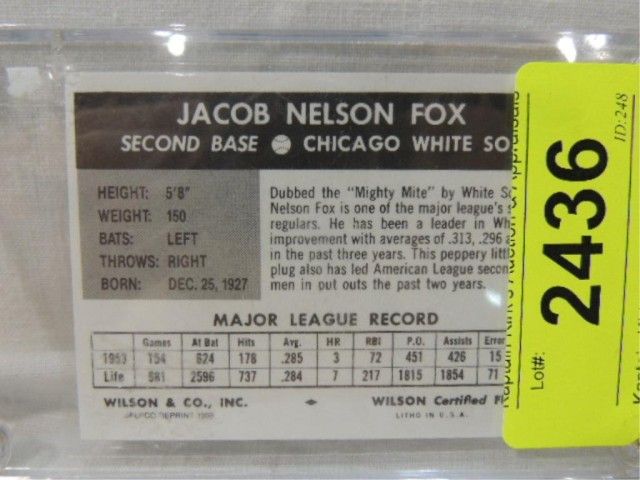 JACOB NELSON FOX
SECOND BASE CHICAGO WHITE SO
HEIGHT: 5'8"
WEIGHT: 150
BATS: LEFT
THROWS: RIGHT
BORN: DEC. 25, 1927
Dubbed the "Mighty Mite" by White S
Nelson Fox is one of the major league's
regulars. He has been a leader in Wh
improvement with averages of .313, .296
in the past three years. This peppery litt
plug also has led American League secon
men in put outs the past two years.
MAJOR LEAGUE RECORD
Games At Bat Hits Avg. HR RBI P.O. Assists Error
1953 154 624 178 .285 3 72 451 426 15
Life 981 2596 737 .284 7 217 1815 1854 71
WILSON & CO., INC. WILSON Certified F
REPRINT
LITHO IN U.S.A.
Lot#: 2436
ID:248